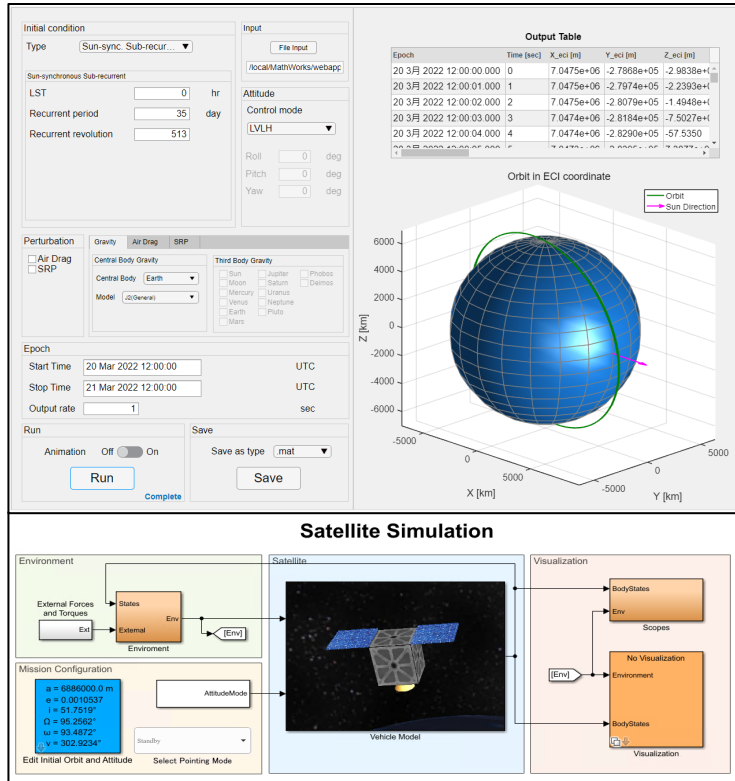 Initial condition
Type
Sun-sync. Sub-recur... ▼
Sun-synchronous Sub-recurrent
LST 0 hr
Recurrent period 35 day
Recurrent revolution 513
Input
File Input
/local/MathWorks/webapp
Attitude
Control mode
LVLH ▼
Roll 0 deg
Pitch 0 deg
Yaw 0 deg
Perturbation
Air Drag
SRP
Gravity Air Drag SRP
Central Body Gravity
Central Body Earth ▼
Model J2(General) ▼
Third Body Gravity
Sun Jupiter Phobos
Moon Saturn Deimos
Mercury Uranus
Venus Neptune
Earth Pluto
Mars
Epoch
Start Time 20 Mar 2022 12:00:00 UTC
Stop Time 21 Mar 2022 12:00:00 UTC
Output rate 1 sec
Run
Animation Off On
Run
Complete
Save
Save as type .mat ▼
Save
Output Table
Epoch Time [sec] X_eci [m] Y_eci [m] Z_eci [m]
20 3月 2022 12:00:00.000 0 7.0475e+06 -2.7868e+05 -2.9838e+(
20 3月 2022 12:00:01.000 1 7.0475e+06 -2.7974e+05 -2.2393e+(
20 3月 2022 12:00:02.000 2 7.0475e+06 -2.8079e+05 -1.4948e+(
20 3月 2022 12:00:03.000 3 7.0474e+06 -2.8184e+05 -7.5027e+(
20 3月 2022 12:00:04.000 4 7.0474e+06 -2.8290e+05 -57.5340
Orbit in ECI coordinate
Orbit
Sun Direction
6000
4000
2000
0
-2000
-4000
-6000
Z [km]
-5000
0
5000
X [km]
-5000
0
5000
Y [km]
Satellite Simulation
Environment
External Forces
and Torques
Ext
States
External
Env
Enviroment
[Env]
Mission Configuration
a = 6886000.0 m
e = 0.0010537
i = 51.7519°
Ω = 95.2562°
ω = 93.4872°
ν = 302.9234°
Edit Initial Orbit and Attitude
AttitudeMode
Standby
Select Pointing Mode
Satellite
Vehicle Model
Visualization
BodyStates
Env
Scopes
No Visualization
[Env]
Environment
BodyStates
Visualization